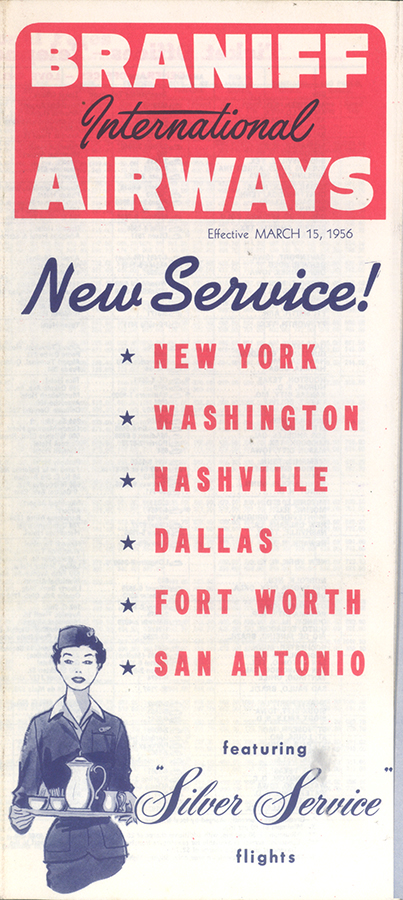 BRANIFF
International
AIRWAYS
Effective MARCH 15, 1956
New Service!
★ NEW YORK
★ WASHINGTON
★ NASHVILLE
★ DALLAS
★ FORT WORTH
★ SAN ANTONIO
featuring
"Silver Service"
flights